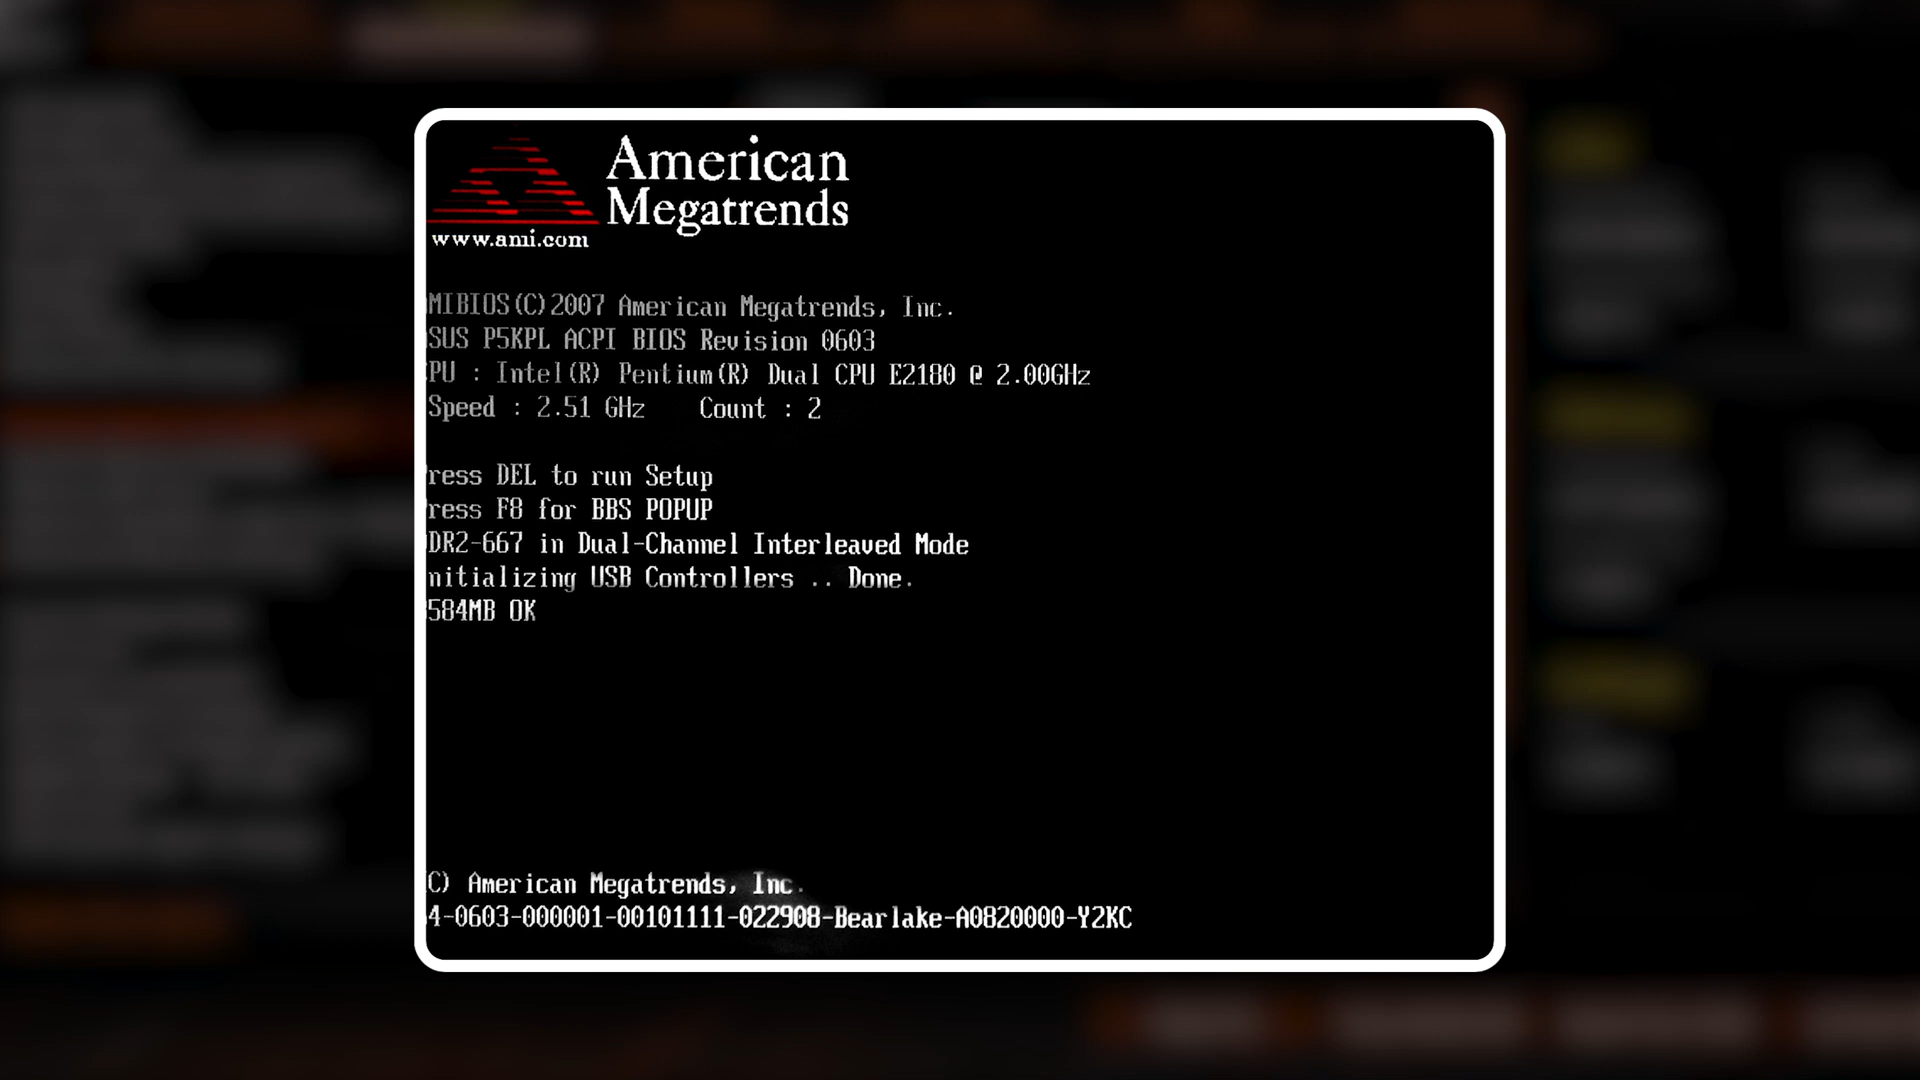 American
Megatrends
www.ami.com
MIBIOS(C)2007 American Megatrends, Inc.
SUS P5KPL ACPI BIOS Revision 0603
PU : Intel(R) Pentium(R) Dual CPU E2180 @ 2.00GHz
Speed : 2.51 GHz Count : 2
ress DEL to run Setup
ress F8 for BBS POPUP
DR2-667 in Dual-Channel Interleaved Mode
nitializing USB Controllers .. Done.
584MB OK
C) American Megatrends, Inc.
4-0603-000001-00101111-022908-Bearlake-A0820000-Y2KC